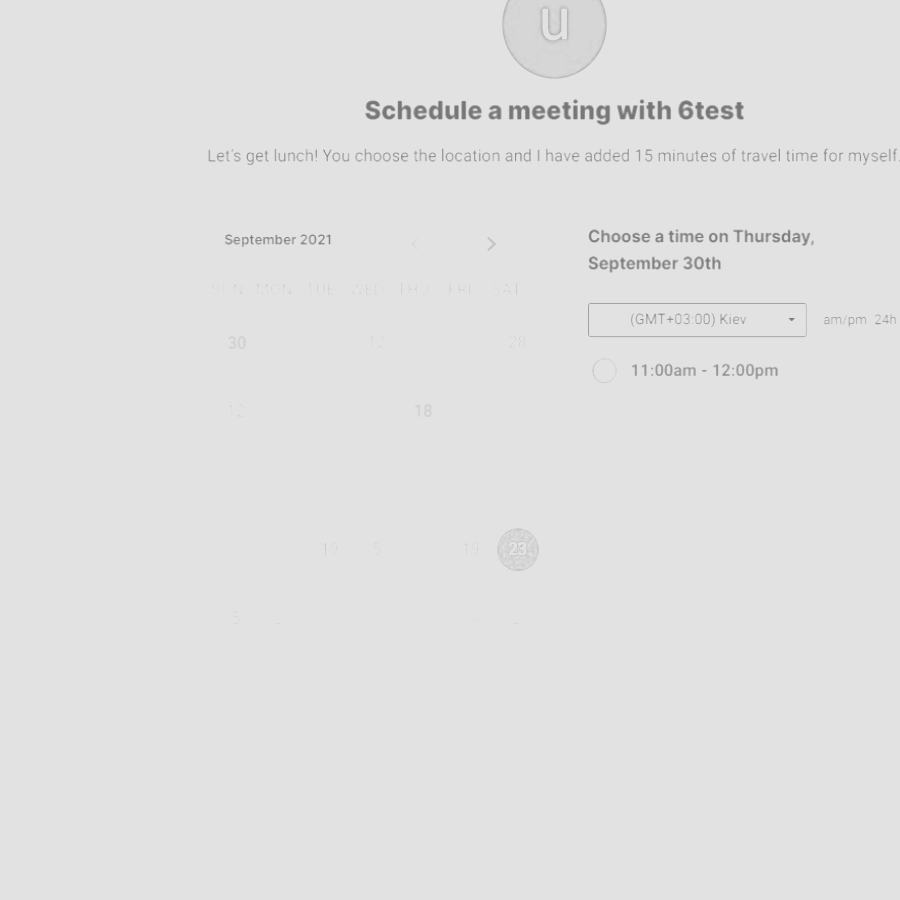 u
Schedule a meeting with 6test
Let's get lunch! You choose the location and I have added 15 minutes of travel time for myself.
September 2021
Choose a time on Thursday,
September 30th
SUN MON TUE WED THU FRI SAT
(GMT+03:00) Kiev
am/pm 24h
30 12 28
11:00am - 12:00pm
12 18
19 5 19 23
5